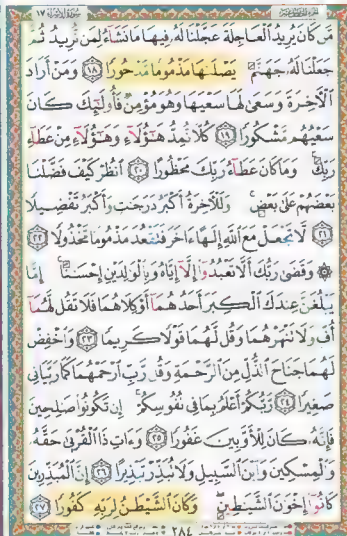 سورة الإسراء ١٧
مَّن كَانَ يُرِيدُ ٱلْعَاجِلَةَ عَجَّلْنَا لَهُۥ فِيهَا مَا نَشَآءُ لِمَن نُّرِيدُ ثُمَّ
جَعَلْنَا لَهُۥ جَهَنَّمَ يَصْلَىٰهَا مَذْمُومًا مَّدْحُورًا ١٨ وَمَنْ أَرَادَ
ٱلْأَخِرَةَ وَسَعَىٰ لَهَا سَعْيَهَا وَهُوَ مُؤْمِنٌ فَأُو۟لَٰٓئِكَ كَانَ
سَعْيُهُم مَّشْكُورًا ١٩ كُلًّا نُّمِدُّ هَٰٓؤُلَآءِ وَهَٰٓؤُلَآءِ مِنْ عَطَآءِ
رَبِّكَ وَمَا كَانَ عَطَآءُ رَبِّكَ مَحْظُورًا ٢٠ ٱنظُرْ كَيْفَ فَضَّلْنَا
بَعْضَهُمْ عَلَىٰ بَعْضٍ وَلَلْأَخِرَةُ أَكْبَرُ دَرَجَٰتٍ وَأَكْبَرُ تَفْضِيلًا
٢١ لَّا تَجْعَلْ مَعَ ٱللَّهِ إِلَٰهًا ءَاخَرَ فَتَقْعُدَ مَذْمُومًا مَّخْذُولًا ٢٢
۞ وَقَضَىٰ رَبُّكَ أَلَّا تَعْبُدُوٓا۟ إِلَّآ إِيَّاهُ وَبِٱلْوَٰلِدَيْنِ إِحْسَٰنًا إِمَّا
يَبْلُغَنَّ عِندَكَ ٱلْكِبَرَ أَحَدُهُمَآ أَوْ كِلَاهُمَا فَلَا تَقُل لَّهُمَآ
أُفٍّ وَلَا تَنْهَرْهُمَا وَقُل لَّهُمَا قَوْلًا كَرِيمًا ٢٣ وَٱخْفِضْ
لَهُمَا جَنَاحَ ٱلذُّلِّ مِنَ ٱلرَّحْمَةِ وَقُل رَّبِّ ٱرْحَمْهُمَا كَمَا رَبَّيَانِى
صَغِيرًا ٢٤ رَّبُّكُمْ أَعْلَمُ بِمَا فِى نُفُوسِكُمْ إِن تَكُونُوا۟ صَٰلِحِينَ
فَإِنَّهُۥ كَانَ لِلْأَوَّٰبِينَ غَفُورًا ٢٥ وَءَاتِ ذَا ٱلْقُرْبَىٰ حَقَّهُۥ
وَٱلْمِسْكِينَ وَٱبْنَ ٱلسَّبِيلِ وَلَا تُبَذِّرْ تَبْذِيرًا ٢٦ إِنَّ ٱلْمُبَذِّرِينَ
كَانُوٓا۟ إِخْوَٰنَ ٱلشَّيَٰطِينِ وَكَانَ ٱلشَّيْطَٰنُ لِرَبِّهِۦ كَفُورًا ٢٧
٢٨٤